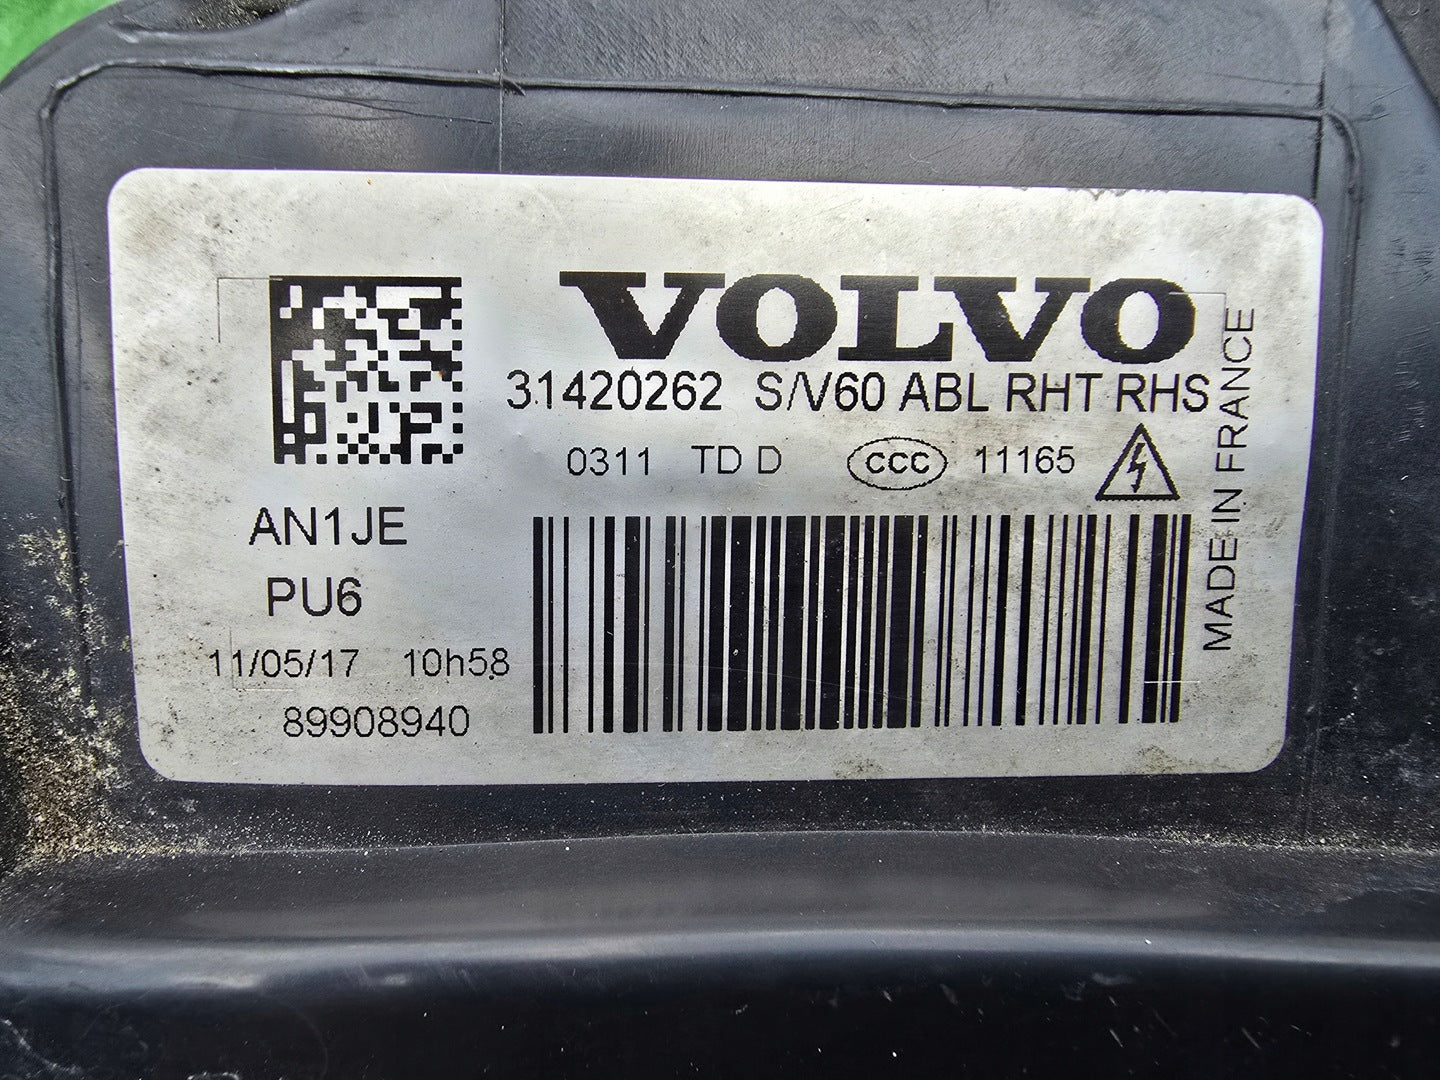 VOLVO
31420262 S/V60 ABL RHT RHS
0311 TD D CCC 11165
AN1JE
PU6
11/05/17 10h58
89908940
MADE IN FRANCE